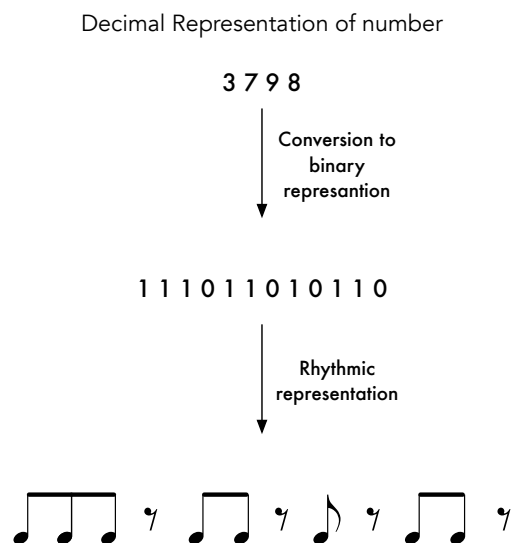 Decimal Representation of number
3 7 9 8
Conversion to
binary
represantion
1 1 1 0 1 1 0 1 0 1 1 0
Rhythmic
representation